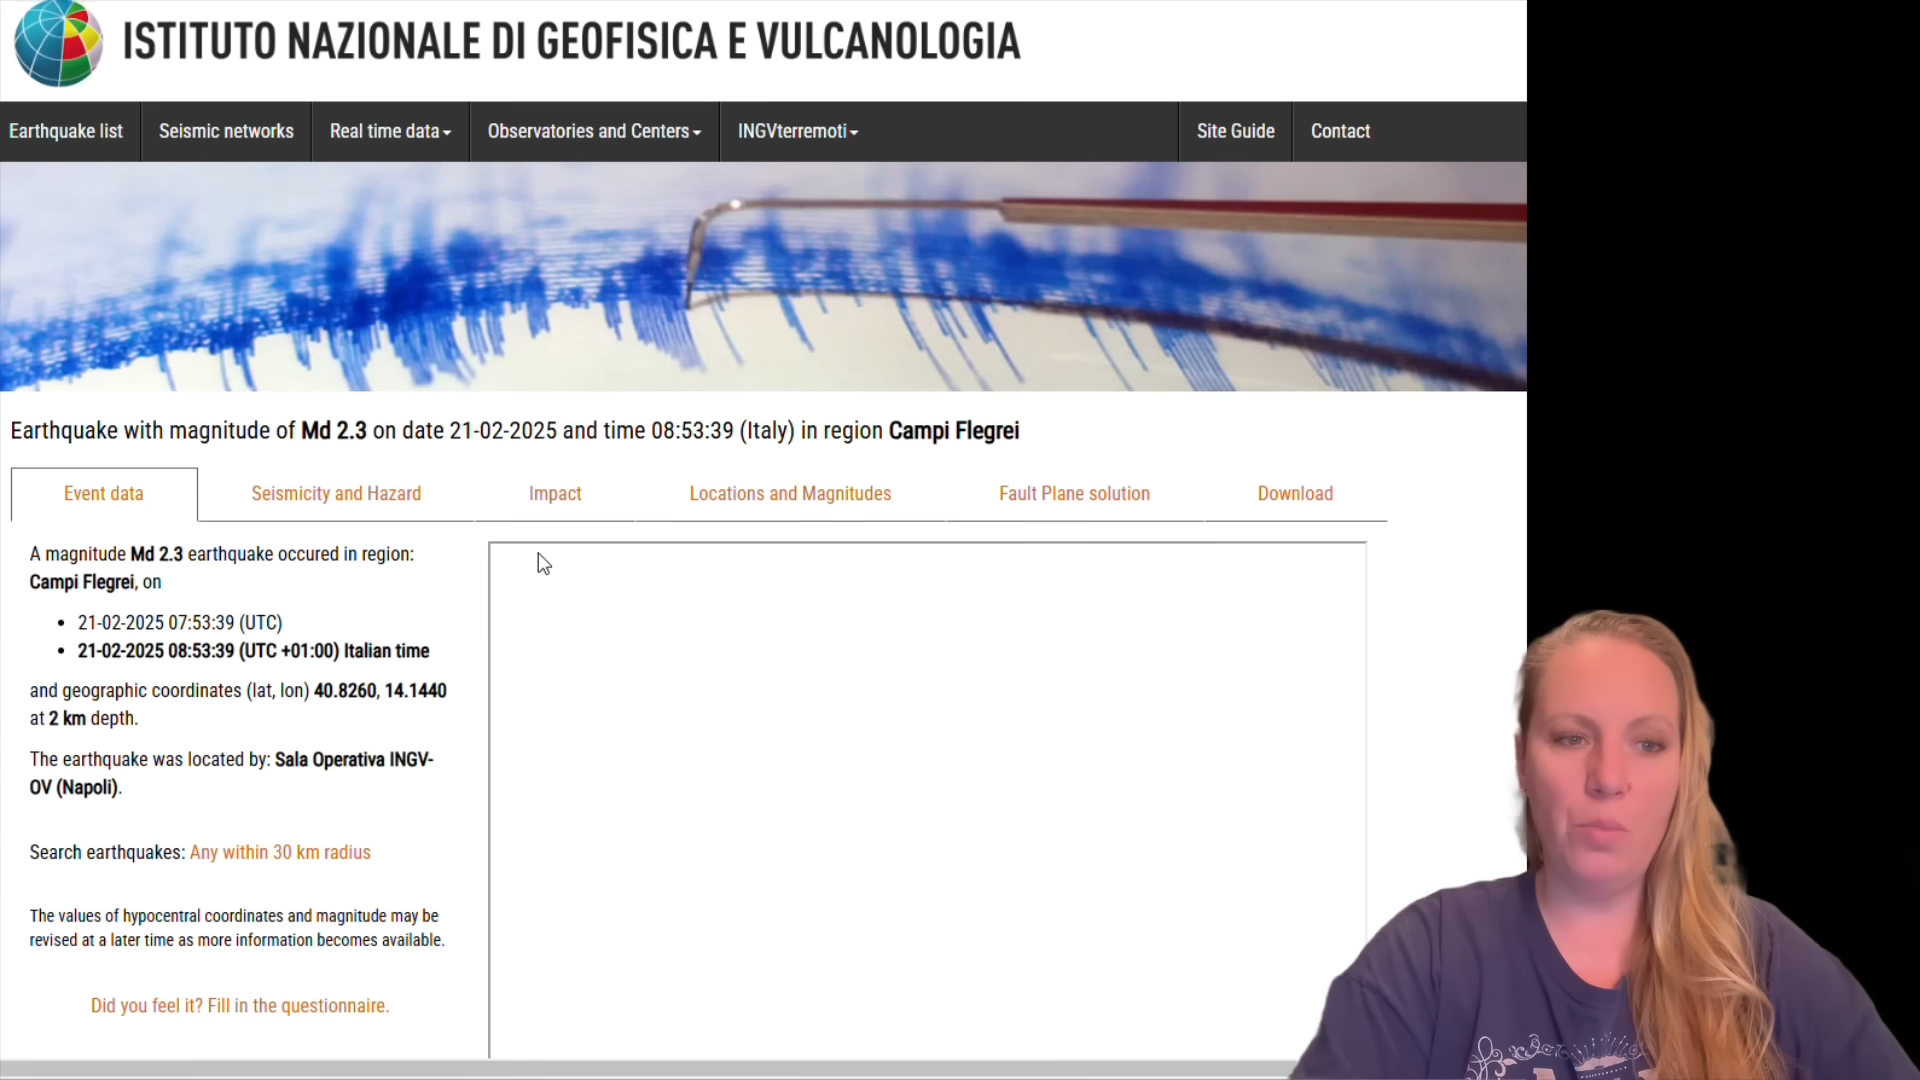 ISTITUTO NAZIONALE DI GEOFISICA E VULCANOLOGIA
Earthquake list
Seismic networks
Real time data
Observatories and Centers
INGVterremoti
Site Guide
Contact
Earthquake with magnitude of Md 2.3 on date 21-02-2025 and time 08:53:39 (Italy) in region Campi Flegrei
Event data
Seismicity and Hazard
Impact
Locations and Magnitudes
Fault Plane solution
Download
A magnitude Md 2.3 earthquake occured in region:
Campi Flegrei, on
• 21-02-2025 07:53:39 (UTC)
• 21-02-2025 08:53:39 (UTC +01:00) Italian time
and geographic coordinates (lat, lon) 40.8260, 14.1440
at 2 km depth.
The earthquake was located by: Sala Operativa INGV-
OV (Napoli).
Search earthquakes: Any within 30 km radius
The values of hypocentral coordinates and magnitude may be
revised at a later time as more information becomes available.
Did you feel it? Fill in the questionnaire.